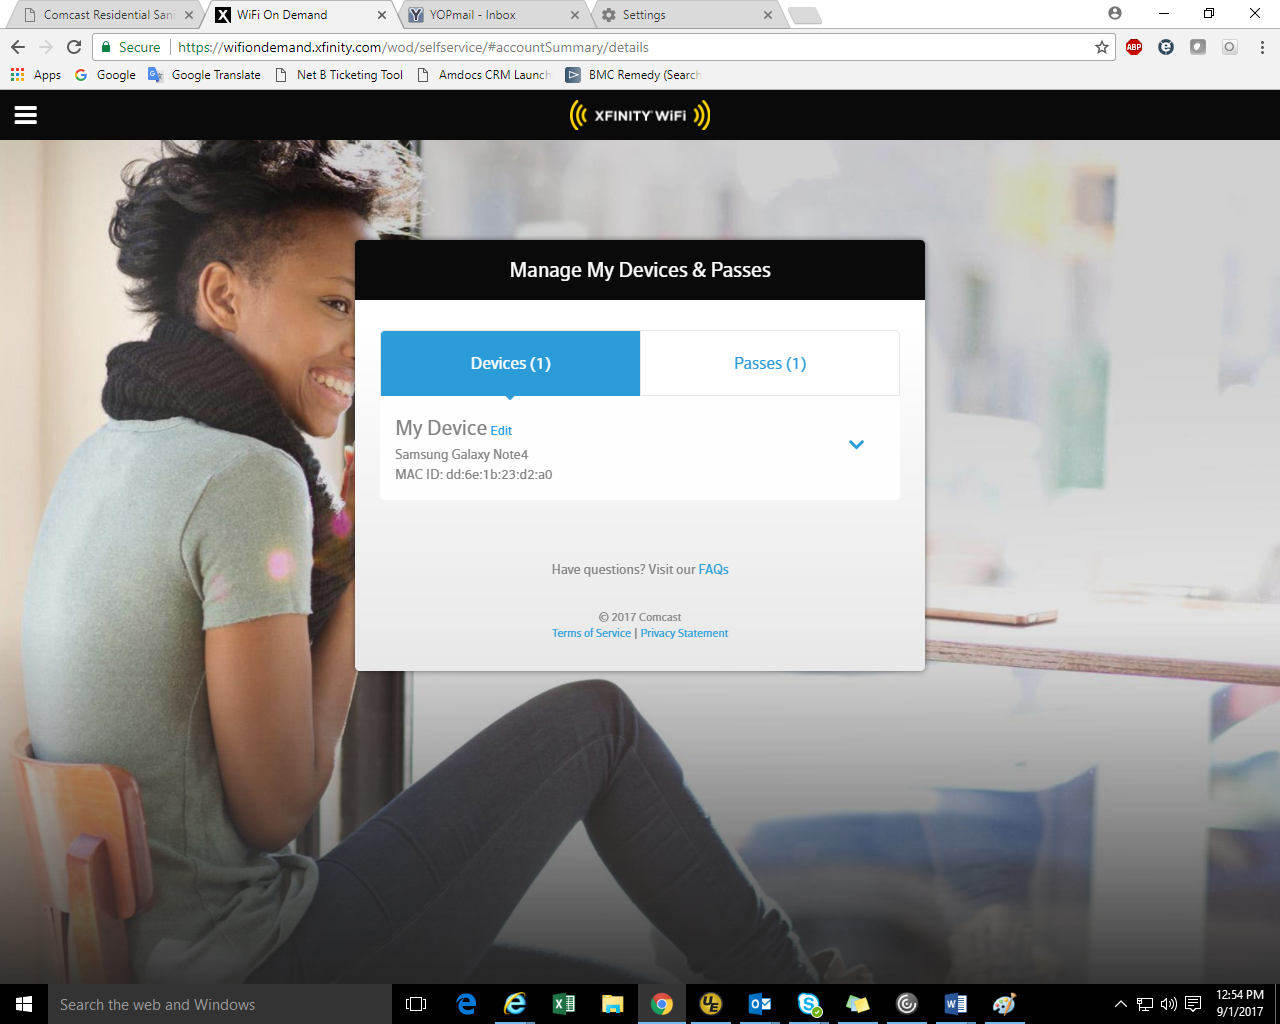 Comcast Residential San
WiFi On Demand
YOPmail - Inbox
Settings
Secure
https://wifiondemand.xfinity.com/wod/selfservice/#accountSummary/details
ABP
Apps
Google
Google Translate
Net B Ticketing Tool
Amdocs CRM Launch
BMC Remedy (Search
XFINITY WiFi
Manage My Devices & Passes
Devices (1)
Passes (1)
My Device Edit
Samsung Galaxy Note4
MAC ID: dd:6e:1b:23:d2:a0
Have questions? Visit our FAQs
© 2017 Comcast
Terms of Service | Privacy Statement
Search the web and Windows
12:54 PM
9/1/2017